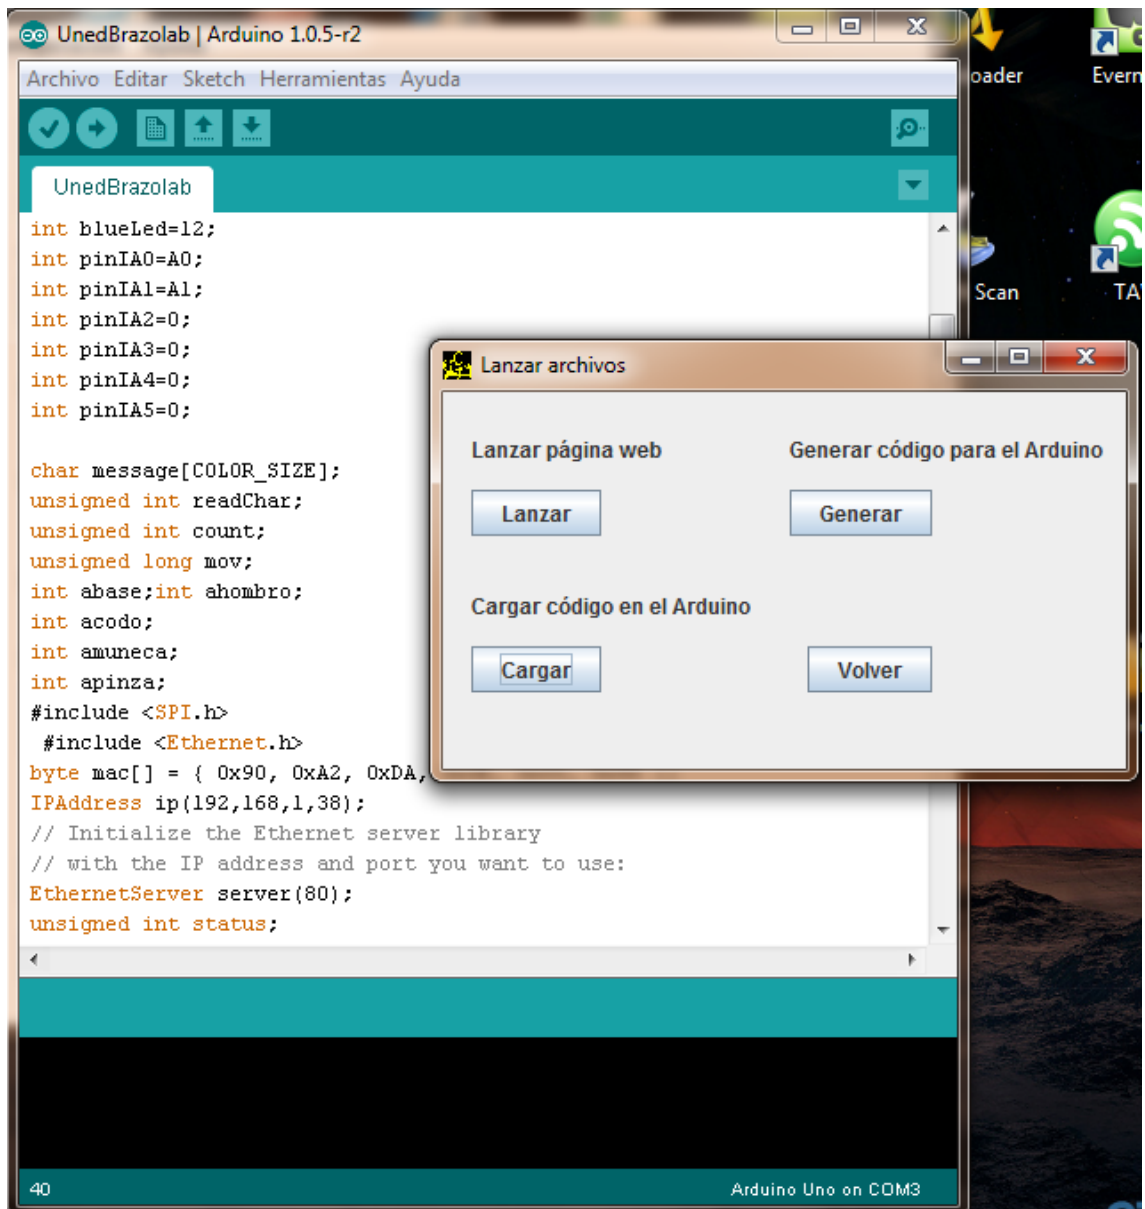 UnedBrazolab | Arduino 1.0.5-r2
Archivo Editar Sketch Herramientas Ayuda
UnedBrazolab
int blueLed=12;
int pinIA0=A0;
int pinIA1=A1;
int pinIA2=0;
int pinIA3=0;
int pinIA4=0;
int pinIA5=0;
char message[COLOR_SIZE];
unsigned int readChar;
unsigned int count;
unsigned long mov;
int abase;int ahombro;
int acodo;
int amuneca;
int apinza;
#include <SPI.h>
#include <Ethernet.h>
byte mac[] = { 0x90, 0xA2, 0xDA,
IPAddress ip(192,168,1,38);
// Initialize the Ethernet server library
// with the IP address and port you want to use:
EthernetServer server(80);
unsigned int status;
40
Arduino Uno on COM3
Lanzar archivos
Lanzar página web
Generar código para el Arduino
Lanzar
Generar
Cargar código en el Arduino
Cargar
Volver
oader
Evern
Scan
TA